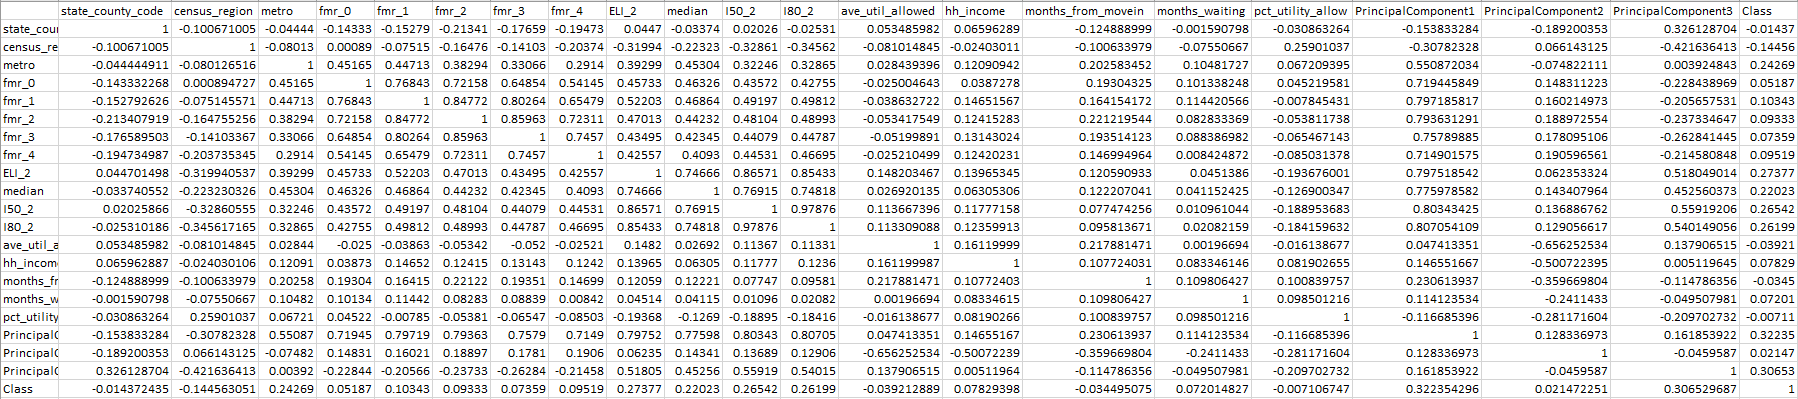 state_county_code census_region metro fmr_0 fmr_1 fmr_2 fmr_3 fmr_4 ELI_2 median l50_2 l80_2 ave_util_allowed hh_income months_from_movein months_waiting pct_utility_allow PrincipalComponent1 PrincipalComponent2 PrincipalComponent3 Class
state_cou 1 -0.100671005 -0.04444 -0.14333 -0.15279 -0.21341 -0.17659 -0.19473 0.0447 -0.03374 0.02026 -0.02531 0.053485982 0.06596289 -0.124888999 -0.001590798 -0.030863264 -0.153833284 -0.189200353 0.326128704 -0.01437
census_re -0.100671005 1 -0.08013 0.00089 -0.07515 -0.16476 -0.14103 -0.20374 -0.31994 -0.22323 -0.32861 -0.34562 -0.081014845 -0.02403011 -0.100633979 -0.07550667 0.25901037 -0.30782328 0.066143125 -0.421636413 -0.14456
metro -0.044444911 -0.080126516 1 0.45165 0.44713 0.38294 0.33066 0.2914 0.39299 0.45304 0.32246 0.32865 0.028439396 0.12090942 0.202583452 0.10481727 0.067209395 0.550872034 -0.074822111 0.003924843 0.24269
fmr_0 -0.143332268 0.000894727 0.45165 1 0.76843 0.72158 0.64854 0.54145 0.45733 0.46326 0.43572 0.42755 -0.025004643 0.0387278 0.19304325 0.101338248 0.045219581 0.719445849 0.148311223 -0.228438969 0.05187
fmr_1 -0.152792626 -0.075145571 0.44713 0.76843 1 0.84772 0.80264 0.65479 0.52203 0.46864 0.49197 0.49812 -0.038632722 0.14651567 0.164154172 0.114420566 -0.007845431 0.797185817 0.160214973 -0.205657531 0.10343
fmr_2 -0.213407919 -0.164755256 0.38294 0.72158 0.84772 1 0.85963 0.72311 0.47013 0.44232 0.48104 0.48993 -0.053417549 0.12415283 0.221219544 0.082833369 -0.053811738 0.793631291 0.188972554 -0.237334647 0.09333
fmr_3 -0.176589503 -0.14103367 0.33066 0.64854 0.80264 0.85963 1 0.7457 0.43495 0.42345 0.44079 0.44787 -0.05199891 0.13143024 0.193514123 0.088386982 -0.065467143 0.75789885 0.178095106 -0.262841445 0.07359
fmr_4 -0.194734987 -0.203735345 0.2914 0.54145 0.65479 0.72311 0.7457 1 0.42557 0.4093 0.44531 0.46695 -0.025210499 0.12420231 0.146994964 0.008424872 -0.085031378 0.714901575 0.190596561 -0.214580848 0.09519
ELI_2 0.044701498 -0.319940537 0.39299 0.45733 0.52203 0.47013 0.43495 0.42557 1 0.74666 0.86571 0.85433 0.148203467 0.13965345 0.120590933 0.0451386 -0.193676001 0.797518542 0.062353324 0.518049014 0.27377
median -0.033740552 -0.223230326 0.45304 0.46326 0.46864 0.44232 0.42345 0.4093 0.74666 1 0.76915 0.74818 0.026920135 0.06305306 0.122207041 0.041152425 -0.126900347 0.775978582 0.143407964 0.452560373 0.22023
l50_2 0.02025866 -0.32860555 0.32246 0.43572 0.49197 0.48104 0.44079 0.44531 0.86571 0.76915 1 0.97876 0.113667396 0.11777158 0.077474256 0.010961044 -0.188953683 0.80343425 0.136886762 0.55919206 0.26542
l80_2 -0.025310186 -0.345617165 0.32865 0.42755 0.49812 0.48993 0.44787 0.46695 0.85433 0.74818 0.97876 1 0.113309088 0.12359913 0.095813671 0.02082159 -0.184159632 0.807054109 0.129056617 0.540149056 0.26199
ave_util_a 0.053485982 -0.081014845 0.02844 -0.025 -0.03863 -0.05342 -0.052 -0.02521 0.1482 0.02692 0.11367 0.11331 1 0.16119999 0.217881471 0.00196694 -0.016138677 0.047413351 -0.656252534 0.137906515 -0.03921
hh_incom 0.065962887 -0.024030106 0.12091 0.03873 0.14652 0.12415 0.13143 0.1242 0.13965 0.06305 0.11777 0.1236 0.161199987 1 0.107724031 0.083346146 0.081902055 0.146551667 -0.500722395 0.005119645 0.07829
months_fr -0.124888999 -0.100633979 0.20258 0.19304 0.16415 0.22122 0.19351 0.14699 0.12059 0.12221 0.07747 0.09581 0.217881471 0.10772403 1 0.109806427 0.100839757 0.230613937 -0.359669804 -0.114786356 -0.0345
months_w -0.001590798 -0.07550667 0.10482 0.10134 0.11442 0.08283 0.08839 0.00842 0.04514 0.04115 0.01096 0.02082 0.00196694 0.08334615 0.109806427 1 0.098501216 0.114123534 -0.2411433 -0.049507981 0.07201
pct_utility -0.030863264 0.25901037 0.06721 0.04522 -0.00785 -0.05381 -0.06547 -0.08503 -0.19368 -0.1269 -0.18895 -0.18416 -0.016138677 0.08190266 0.100839757 0.098501216 1 -0.116685396 -0.281171604 -0.209702732 -0.00711
PrincipalC -0.153833284 -0.30782328 0.55087 0.71945 0.79719 0.79363 0.7579 0.7149 0.79752 0.77598 0.80343 0.80705 0.047413351 0.14655167 0.230613937 0.114123534 -0.116685396 1 0.128336973 0.161853922 0.32235
PrincipalC -0.189200353 0.066143125 -0.07482 0.14831 0.16021 0.18897 0.1781 0.1906 0.06235 0.14341 0.13689 0.12906 -0.656252534 -0.50072239 -0.359669804 -0.2411433 -0.281171604 0.128336973 1 -0.0459587 0.02147
PrincipalC 0.326128704 -0.421636413 0.00392 -0.22844 -0.20566 -0.23733 -0.26284 -0.21458 0.51805 0.45256 0.55919 0.54015 0.137906515 0.00511964 -0.114786356 -0.049507981 -0.209702732 0.161853922 -0.0459587 1 0.30653
Class -0.014372435 -0.144563051 0.24269 0.05187 0.10343 0.09333 0.07359 0.09519 0.27377 0.22023 0.26542 0.26199 -0.039212889 0.07829398 -0.034495075 0.072014827 -0.007106747 0.322354296 0.021472251 0.306529687 1